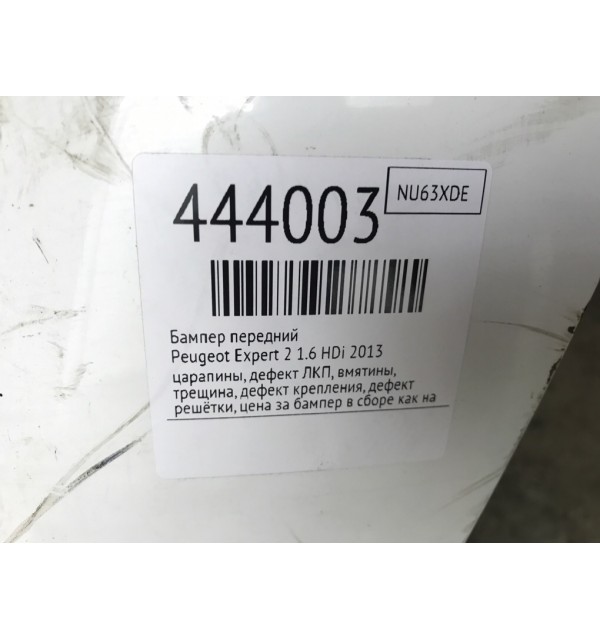 444003
NU63XDE
Бампер передний
Peugeot Expert 2 1.6 HDi 2013
царапины, дефект ЛКП, вмятины,
трещина, дефект крепления, дефект
решётки, цена за бампер в сборе как на